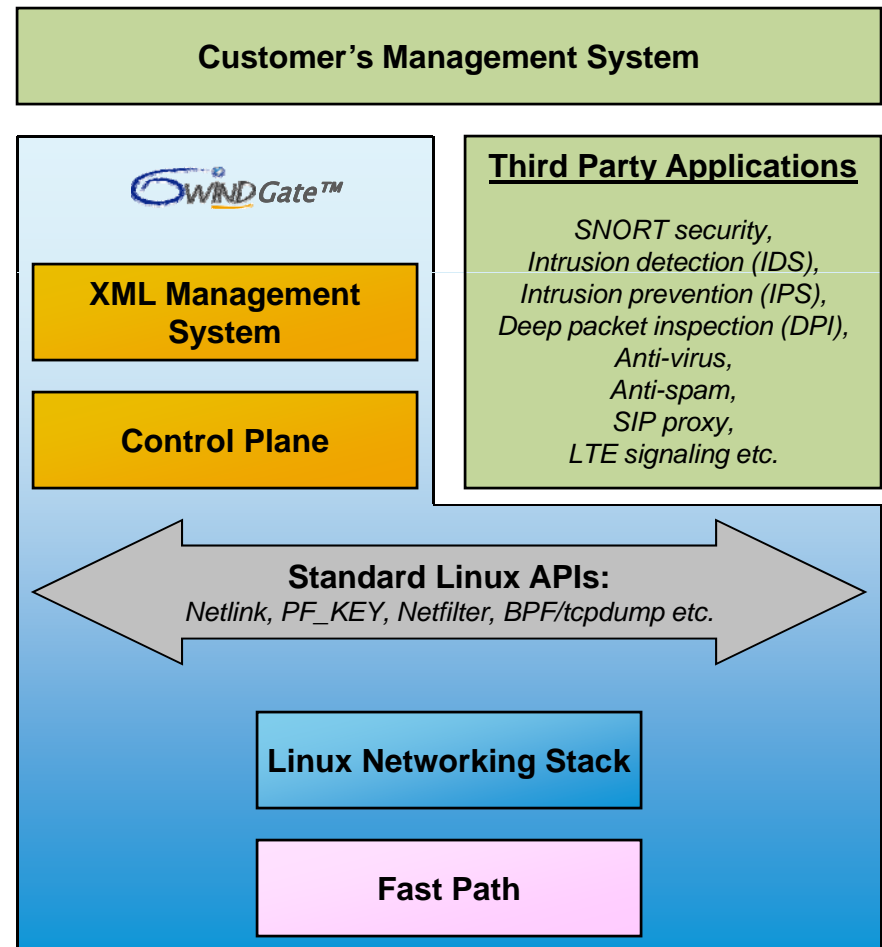 Customer’s Management System
6WINDGate™
XML Management
System
Control Plane
Third Party Applications
SNORT security,
Intrusion detection (IDS),
Intrusion prevention (IPS),
Deep packet inspection (DPI),
Anti-virus,
Anti-spam,
SIP proxy,
LTE signaling etc.
Standard Linux APIs:
Netlink, PF_KEY, Netfilter, BPF/tcpdump etc.
Linux Networking Stack
Fast Path